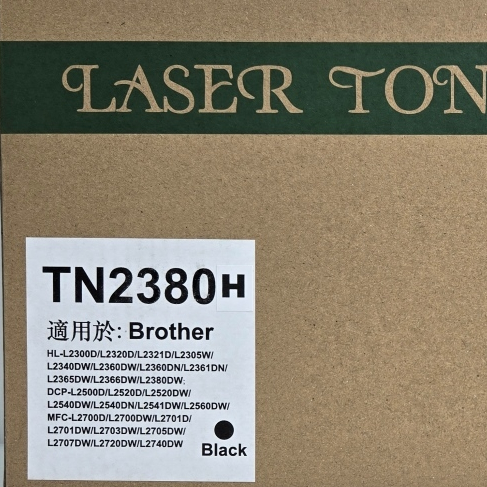 LASER TON
TN2380H
適用於: Brother
HL-L2300D/L2320D/L2321D/L2305W/
L2340DW/L2360DW/L2360DN/L2361DN/
L2365DW/L2366DW/L2380DW;
DCP-L2500D/L2520D/L2520DW/
L2540DW/L2540DN/L2541DW/L2560DW/
MFC-L2700D/L2700DW/L2701D/
L2701DW/L2703DW/L2705DW/
L2707DW/L2720DW/L2740DW
Black